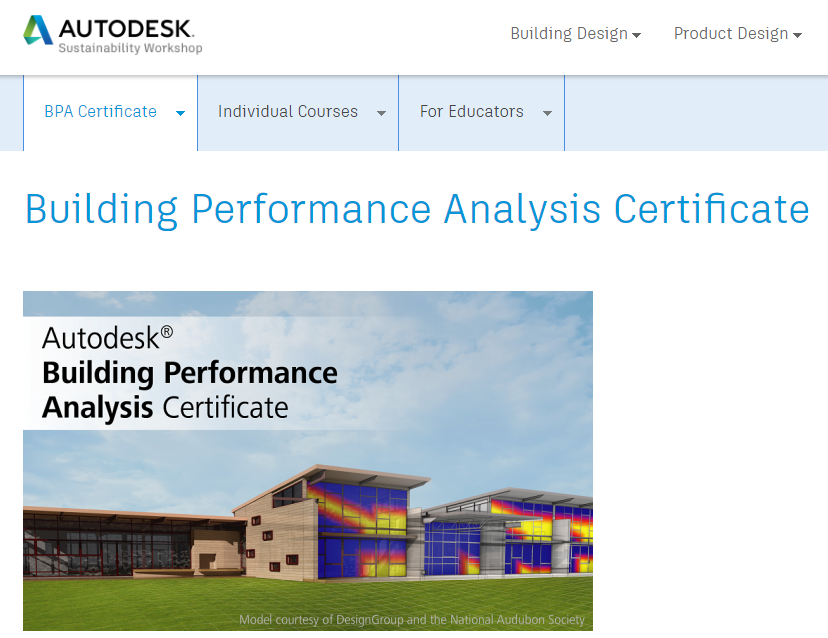 AUTODESK.
Sustainability Workshop
Building Design
Product Design
BPA Certificate
Individual Courses
For Educators
Building Performance Analysis Certificate
Autodesk®
Building Performance
Analysis Certificate
Model courtesy of DesignGroup and the National Audubon Society